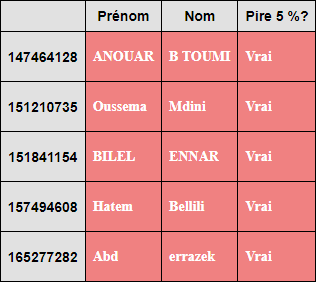 Prénom Nom Pire 5 %?
147464128 ANOUAR B TOUMI Vrai
151210735 Oussema Mdini Vrai
151841154 BILEL ENNAR Vrai
157494608 Hatem Bellili Vrai
165277282 Abd errazek Vrai